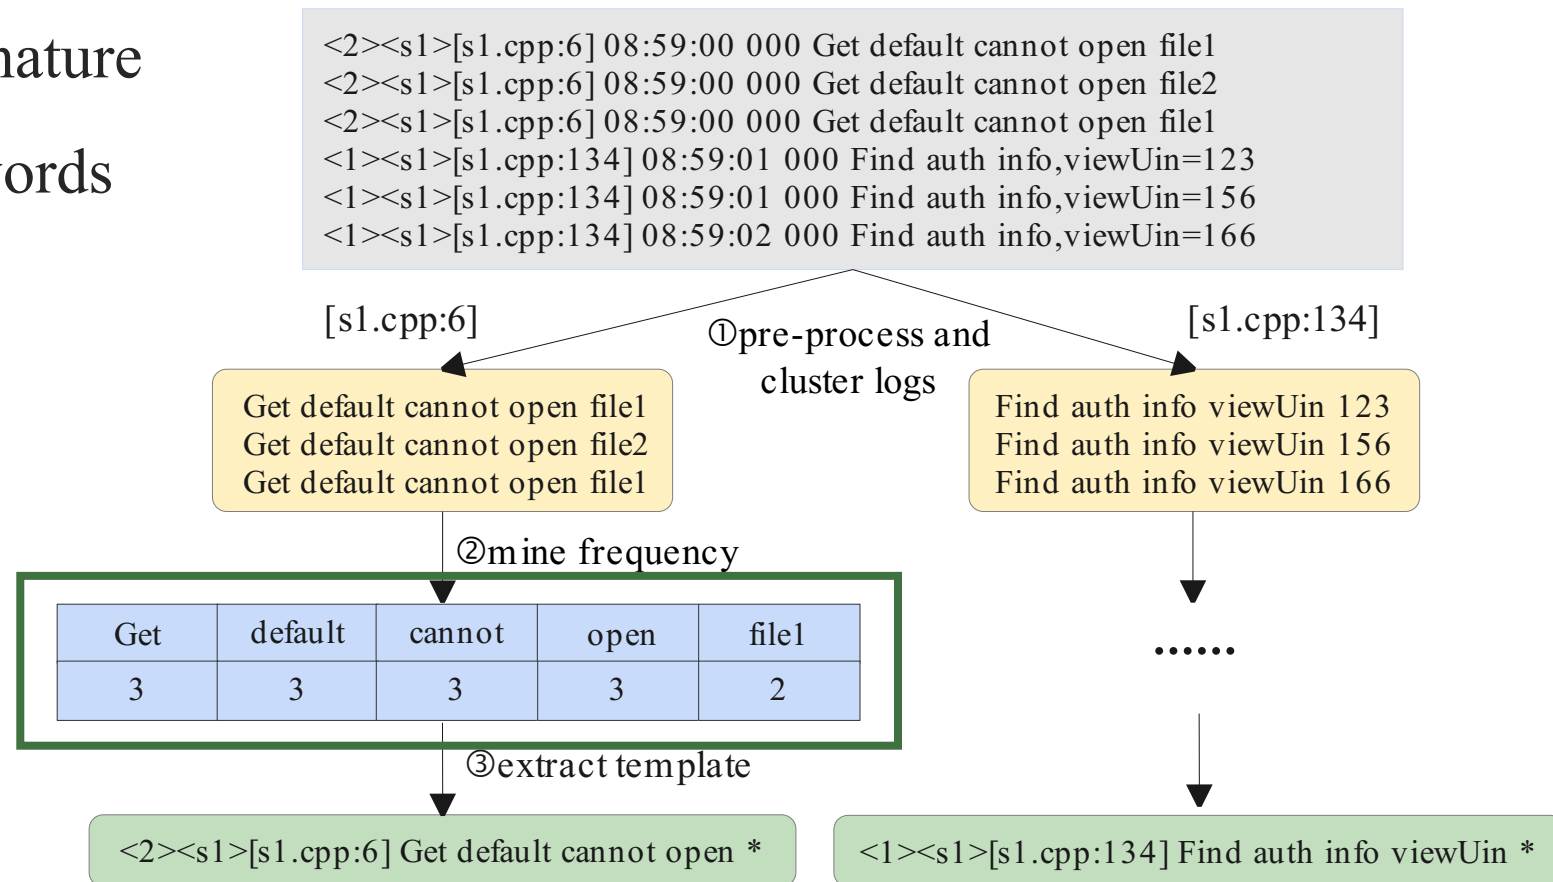 <2><s1>[s1.cpp:6] 08:59:00 000 Get default cannot open file1
<2><s1>[s1.cpp:6] 08:59:00 000 Get default cannot open file2
<2><s1>[s1.cpp:6] 08:59:00 000 Get default cannot open file1
<1><s1>[s1.cpp:134] 08:59:01 000 Find auth info,viewUin=123
<1><s1>[s1.cpp:134] 08:59:01 000 Find auth info,viewUin=156
<1><s1>[s1.cpp:134] 08:59:02 000 Find auth info,viewUin=166
[s1.cpp:6]
①pre-process and
cluster logs
[s1.cpp:134]
Get default cannot open file1
Get default cannot open file2
Get default cannot open file1
Find auth info viewUin 123
Find auth info viewUin 156
Find auth info viewUin 166
②mine frequency
Get default cannot open file1
3 3 3 3 2
......
③extract template
<2><s1>[s1.cpp:6] Get default cannot open *
<1><s1>[s1.cpp:134] Find auth info viewUin *